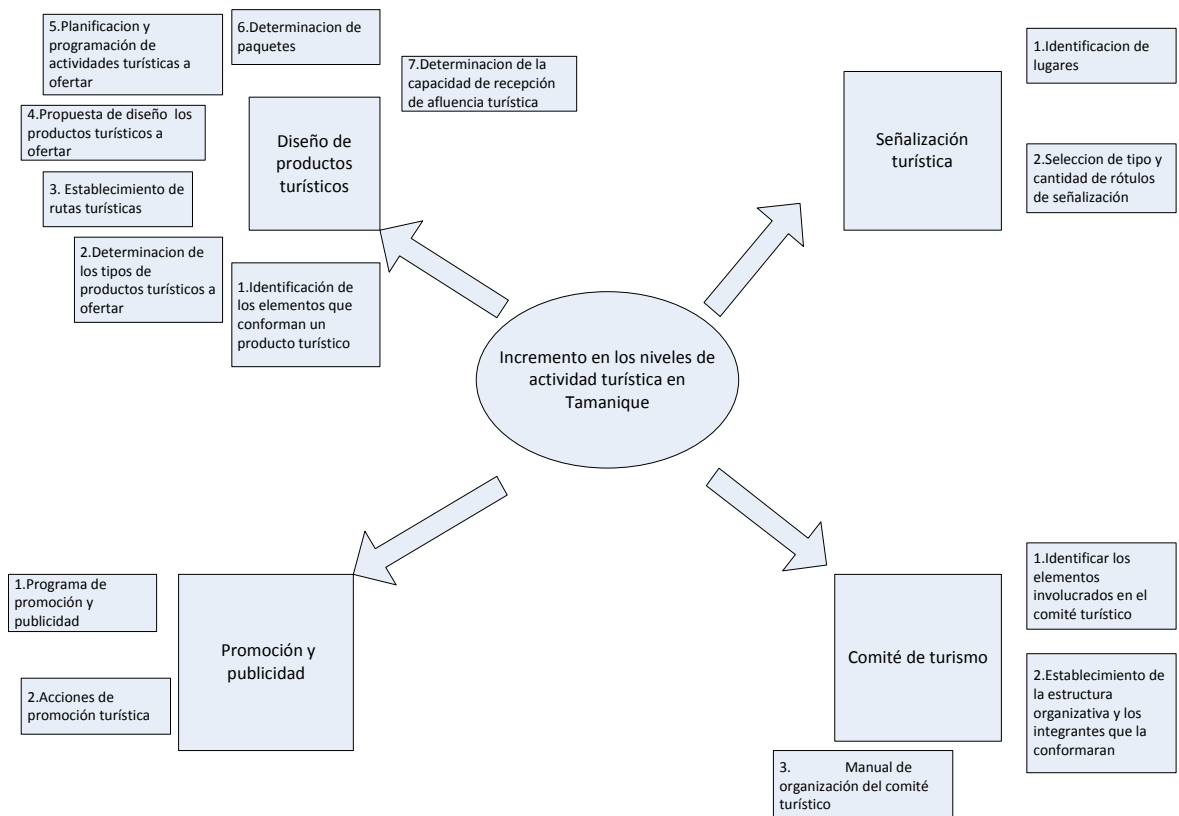 5.Planificacion y
programación de
actividades turísticas a
ofertar
6.Determinacion de
paquetes
7.Determinacion de la
capacidad de recepción
de afluencia turística
4.Propuesta de diseño los
productos turísticos a
ofertar
3. Establecimiento de
rutas turísticas
2.Determinacion de
los tipos de
productos turísticos a
ofertar
1.Identificación de
los elementos que
conforman un
producto turístico
Diseño de
productos
turísticos
Señalización
turística
1.Identificacion de
lugares
2.Seleccion de tipo y
cantidad de rótulos
de señalización
Incremento en los niveles de
actividad turística en
Tamanique
1.Programa de
promoción y
publicidad
2.Acciones de
promoción turística
Promoción y
publicidad
Comité de turismo
1.Identificar los
elementos
involucrados en el
comité turístico
2.Establecimiento de
la estructura
organizativa y los
integrantes que la
conformaran
3. Manual de
organización del comité
turístico